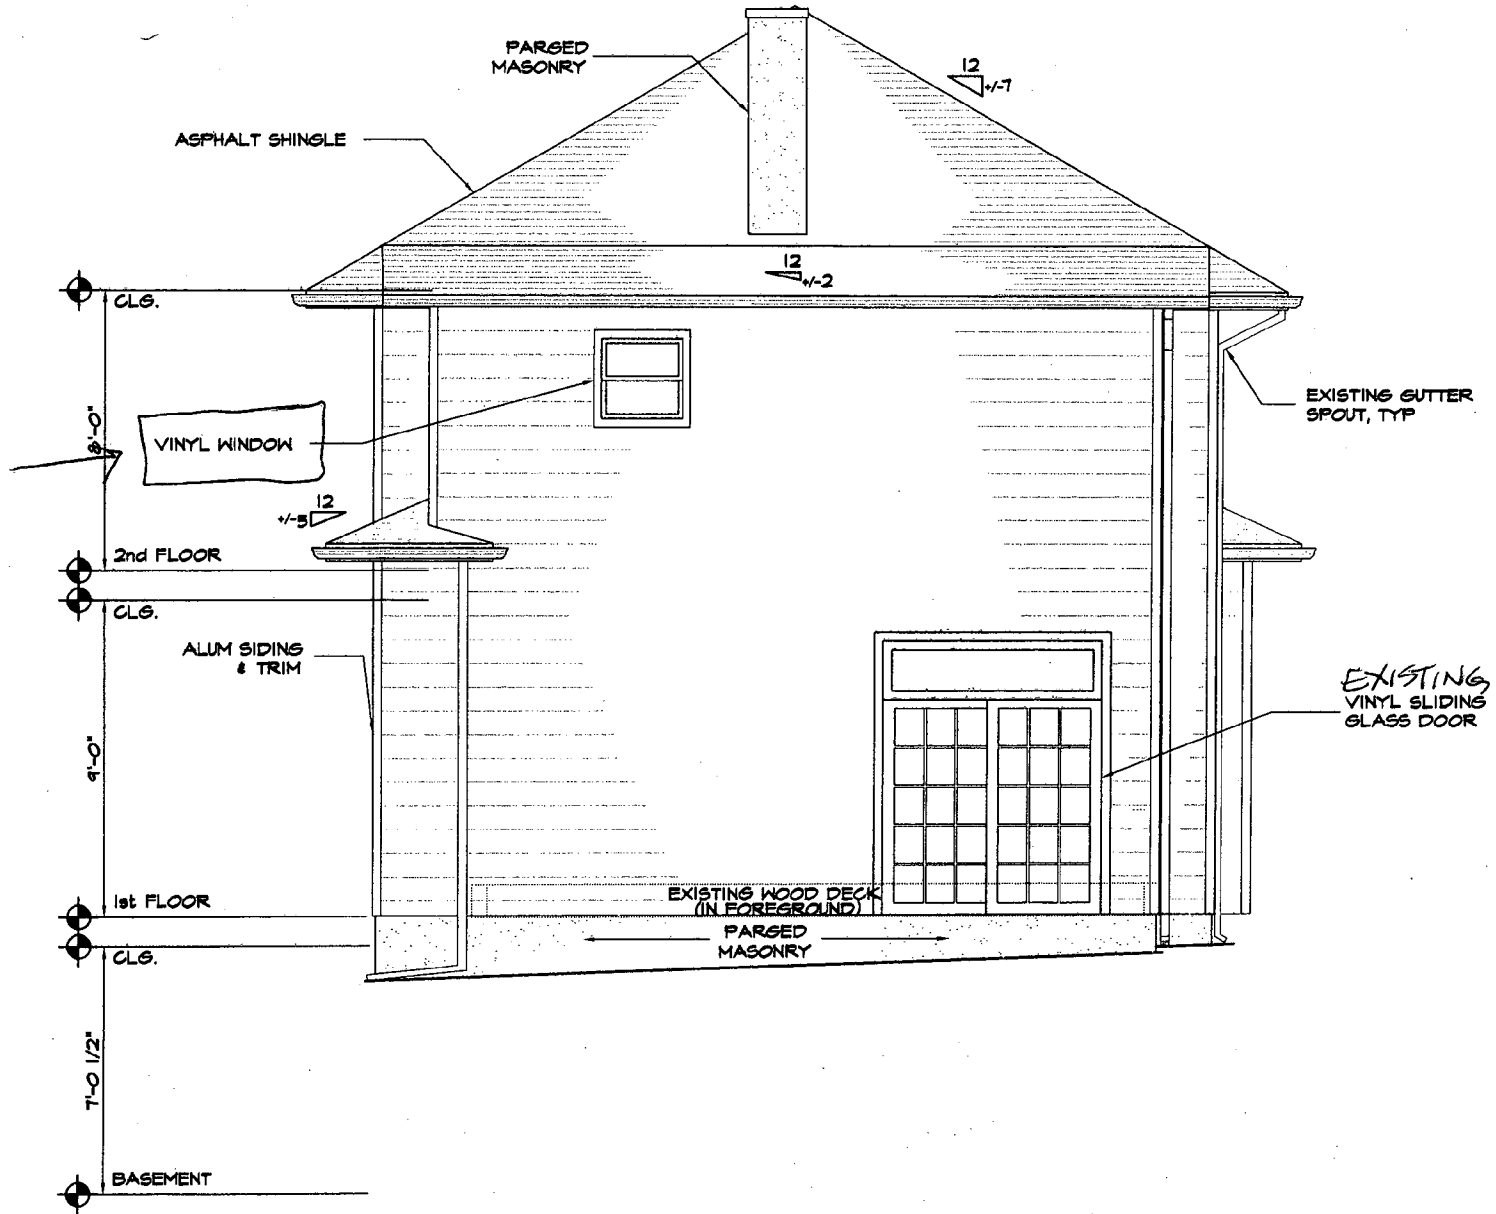 PARGED
MASONRY
12
+/-7
ASPHALT SHINGLE
12
+/-2
CLG.
8'-0"
VINYL WINDOW
EXISTING GUTTER
SPOUT, TYP
12
+/-5
2nd FLOOR
CLG.
ALUM SIDING
& TRIM
EXISTING
VINYL SLIDING
GLASS DOOR
9'-0"
1st FLOOR
EXISTING WOOD DECK
(IN FOREGROUND)
PARGED
MASONRY
CLG.
7'-0 1/2"
BASEMENT